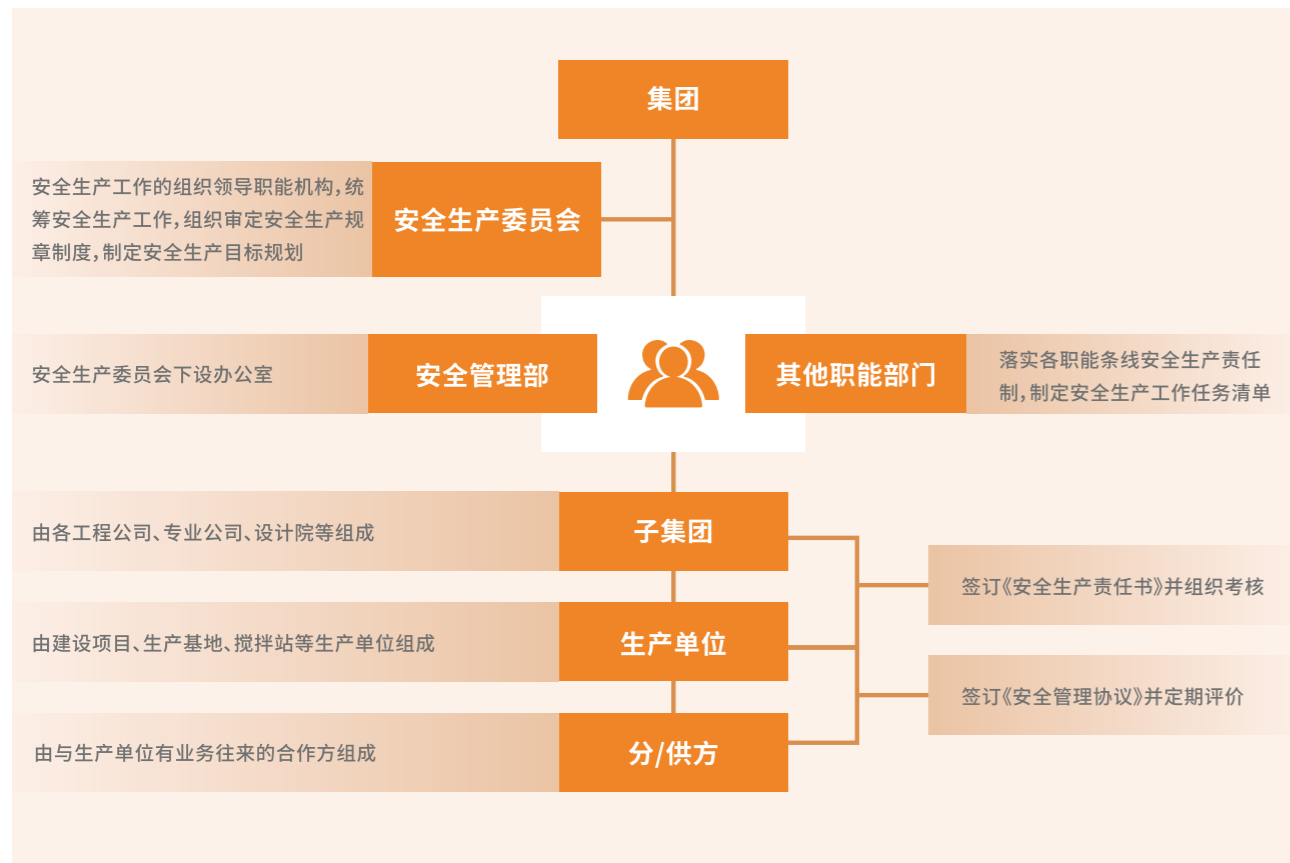 集团
安全生产工作的组织领导职能机构,统
筹安全生产工作,组织审定安全生产规
章制度,制定安全生产目标规划
安全生产委员会
安全生产委员会下设办公室
安全管理部
其他职能部门
落实各职能条线安全生产责任
制,制定安全生产工作任务清单
由各工程公司、专业公司、设计院等组成
子集团
签订《安全生产责任书》并组织考核
由建设项目、生产基地、搅拌站等生产单位组成
生产单位
签订《安全管理协议》并定期评价
由与生产单位有业务往来的合作方组成
分/供方